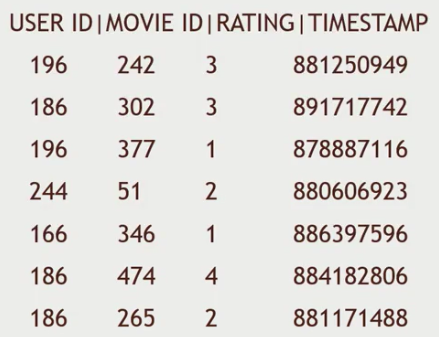 USER ID|MOVIE ID|RATING|TIMESTAMP
196 242 3 881250949
186 302 3 891717742
196 377 1 878887116
244 51 2 880606923
166 346 1 886397596
186 474 4 884182806
186 265 2 881171488